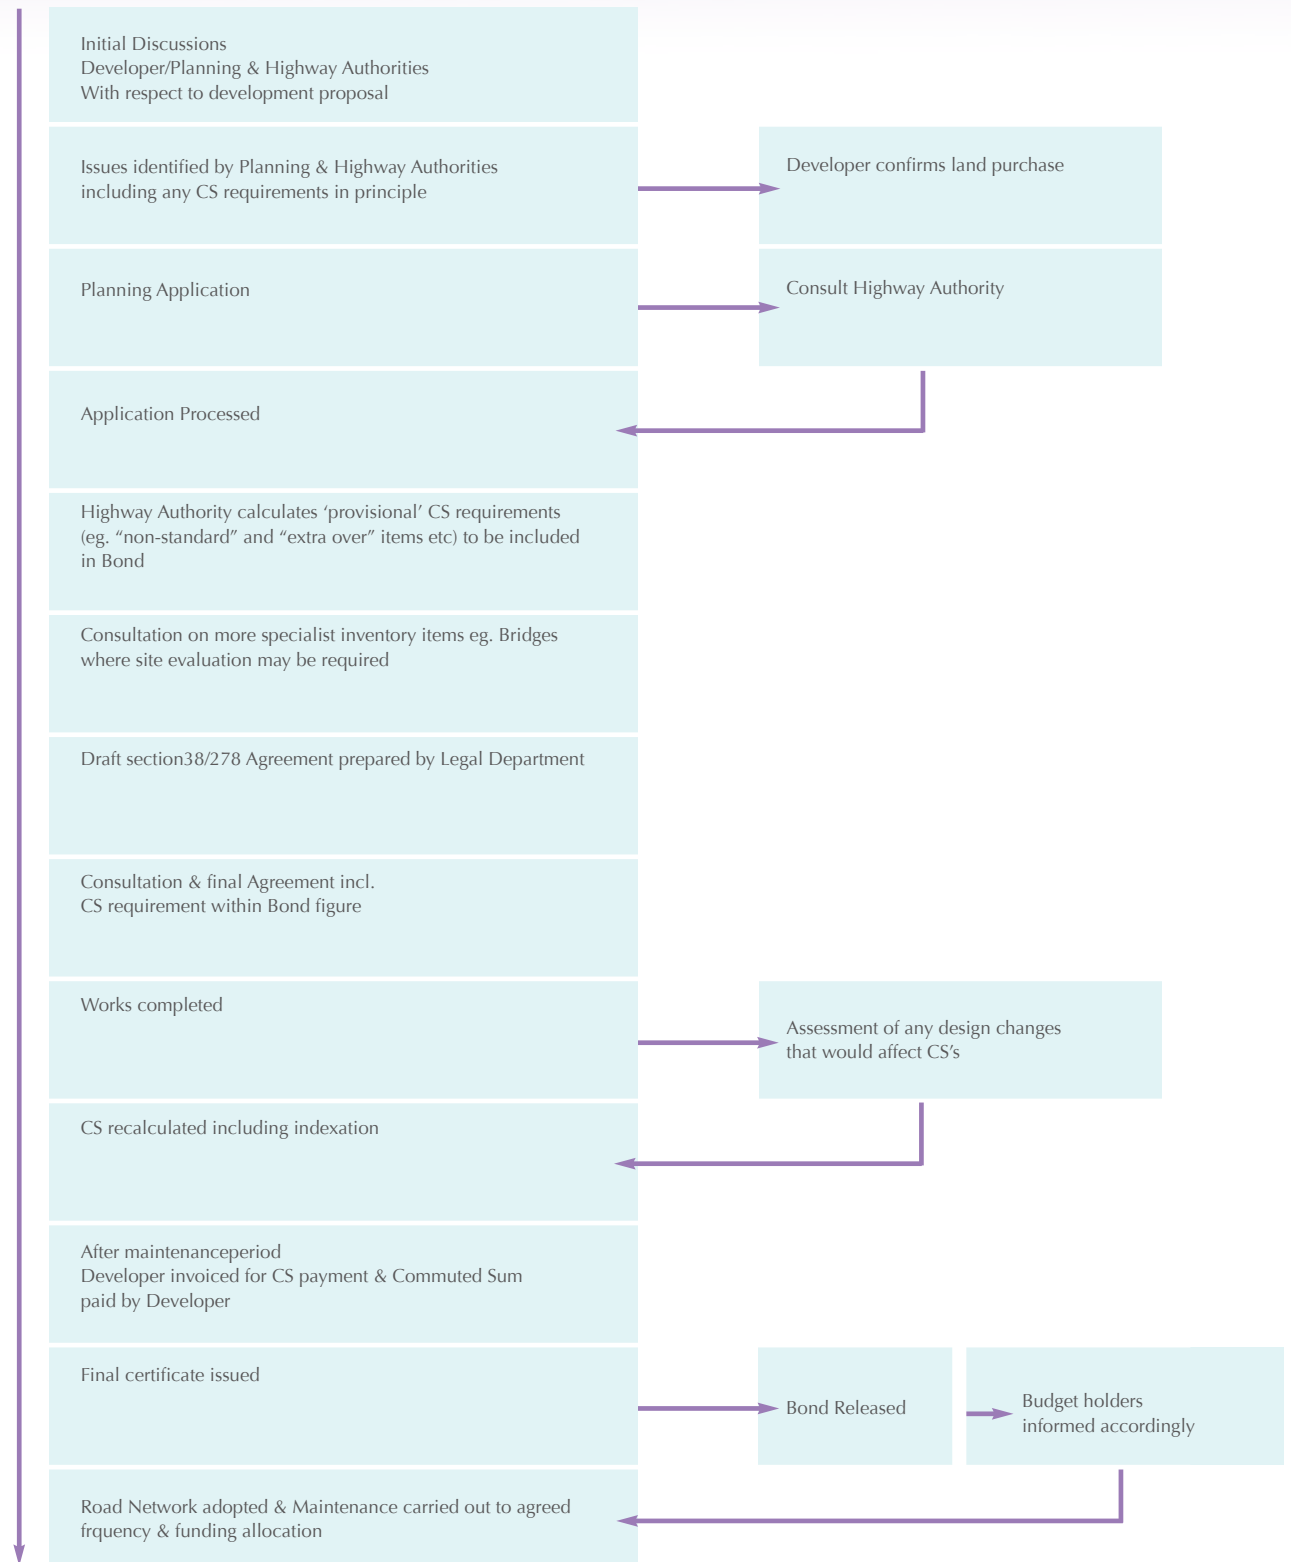 Initial Discussions
Developer/Planning & Highway Authorities
With respect to development proposal
Issues identified by Planning & Highway Authorities
including any CS requirements in principle
Developer confirms land purchase
Planning Application
Consult Highway Authority
Application Processed
Highway Authority calculates ‘provisional’ CS requirements
(eg. “non-standard” and “extra over” items etc) to be included
in Bond
Consultation on more specialist inventory items eg. Bridges
where site evaluation may be required
Draft section38/278 Agreement prepared by Legal Department
Consultation & final Agreement incl.
CS requirement within Bond figure
Works completed
Assessment of any design changes
that would affect CS’s
CS recalculated including indexation
After maintenanceperiod
Developer invoiced for CS payment & Commuted Sum
paid by Developer
Final certificate issued
Bond Released
Budget holders
informed accordingly
Road Network adopted & Maintenance carried out to agreed
frquency & funding allocation